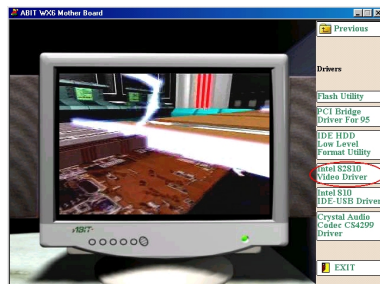 ABIT WX6 Mother Board
Previous
Drivers
Flash Utility
PCI Bridge
Driver For 95
IDE HDD
Low Level
Format Utility
Intel 82810
Video Driver
Intel 810
IDE-USB Driver
Crystal Audio
Codec CS4299
Driver
EXIT
ABIT